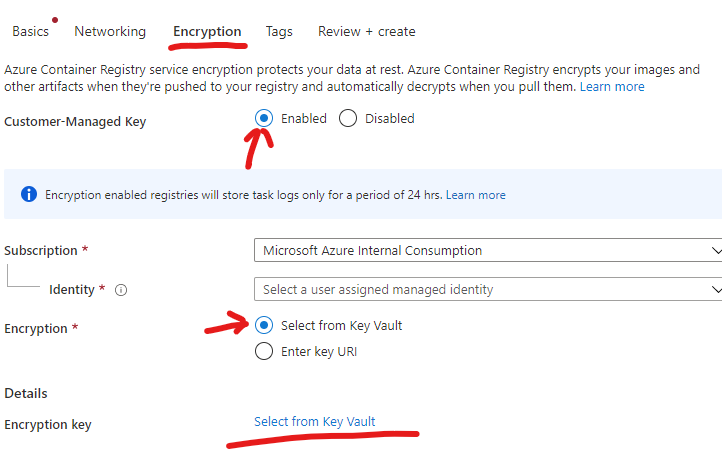 Basics Networking Encryption Tags Review + create
Azure Container Registry service encryption protects your data at rest. Azure Container Registry encrypts your images and
other artifacts when they're pushed to your registry and automatically decrypts when you pull them. Learn more
Customer-Managed Key Enabled Disabled
Encryption enabled registries will store task logs only for a period of 24 hrs. Learn more
Subscription * Microsoft Azure Internal Consumption
Identity * Select a user assigned managed identity
Encryption * Select from Key Vault
Enter key URI
Details
Encryption key Select from Key Vault